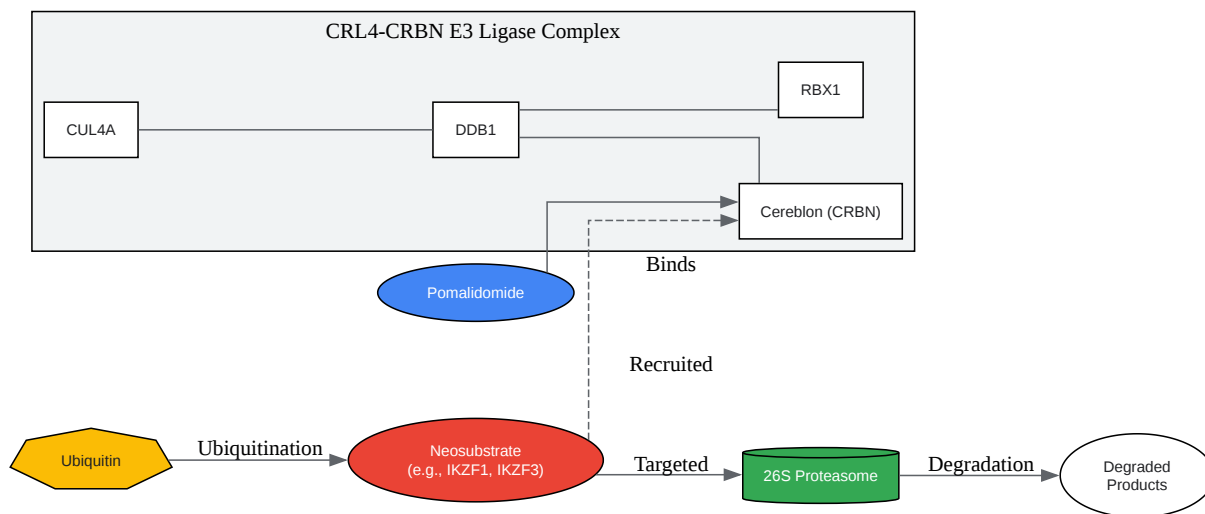 CRL4-CRBN E3 Ligase Complex
RBX1
CUL4A
DDB1
Cereblon (CRBN)
Binds
Pomalidomide
Recruited
Ubiquitin
Ubiquitination
Neosubstrate
(e.g., IKZF1, IKZF3)
Targeted
26S Proteasome
Degradation
Degraded
Products